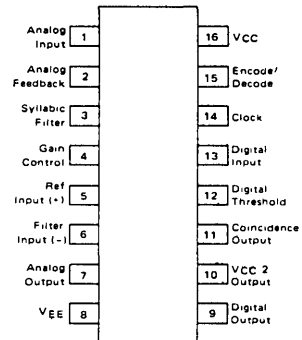 Analog
Input 1
Analog
Feedback 2
Syllabic
Filter 3
Gain
Control 4
Ref
Input (+) 5
Filter
Input (-) 6
Analog
Output 7
VEE 8
16 VCC
15 Encode/
Decode
14 Clock
13 Digital
Input
12 Digital
Threshold
11 Coincidence
Output
10 VCC 2
Output
9 Digital
Output